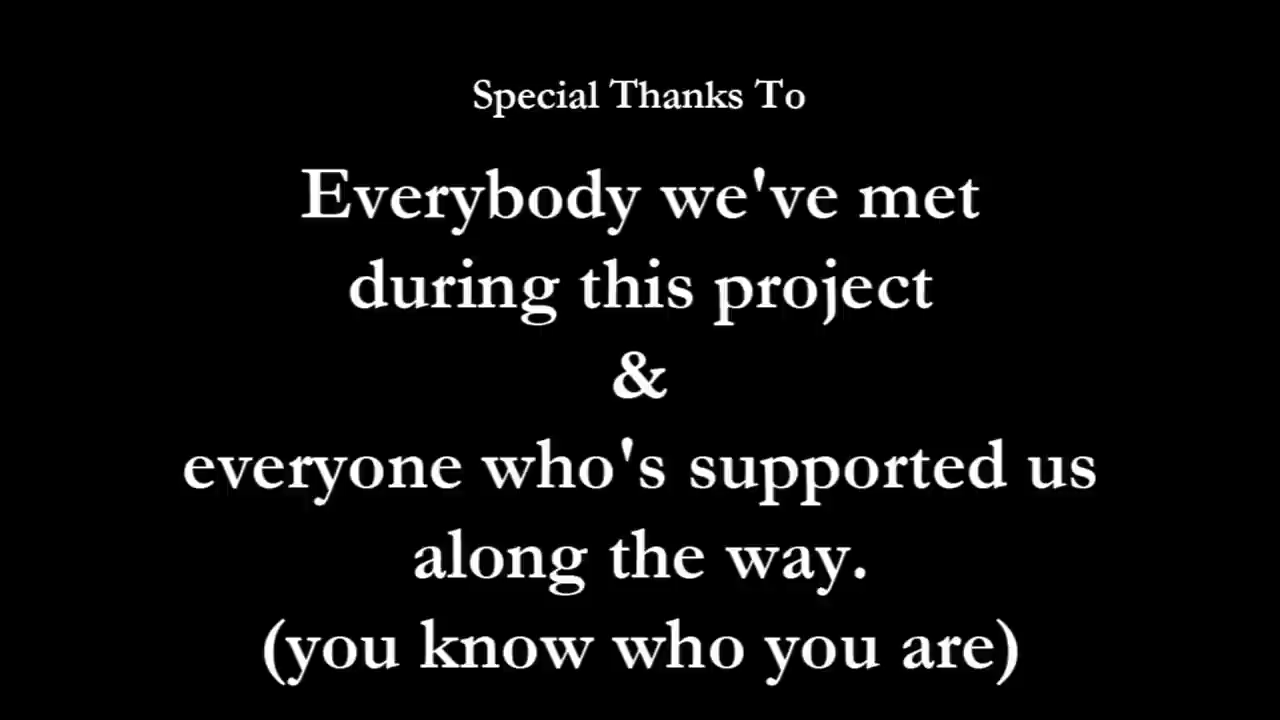 Special Thanks To
Everybody we've met
during this project
&
everyone who's supported us
along the way.
(you know who you are)